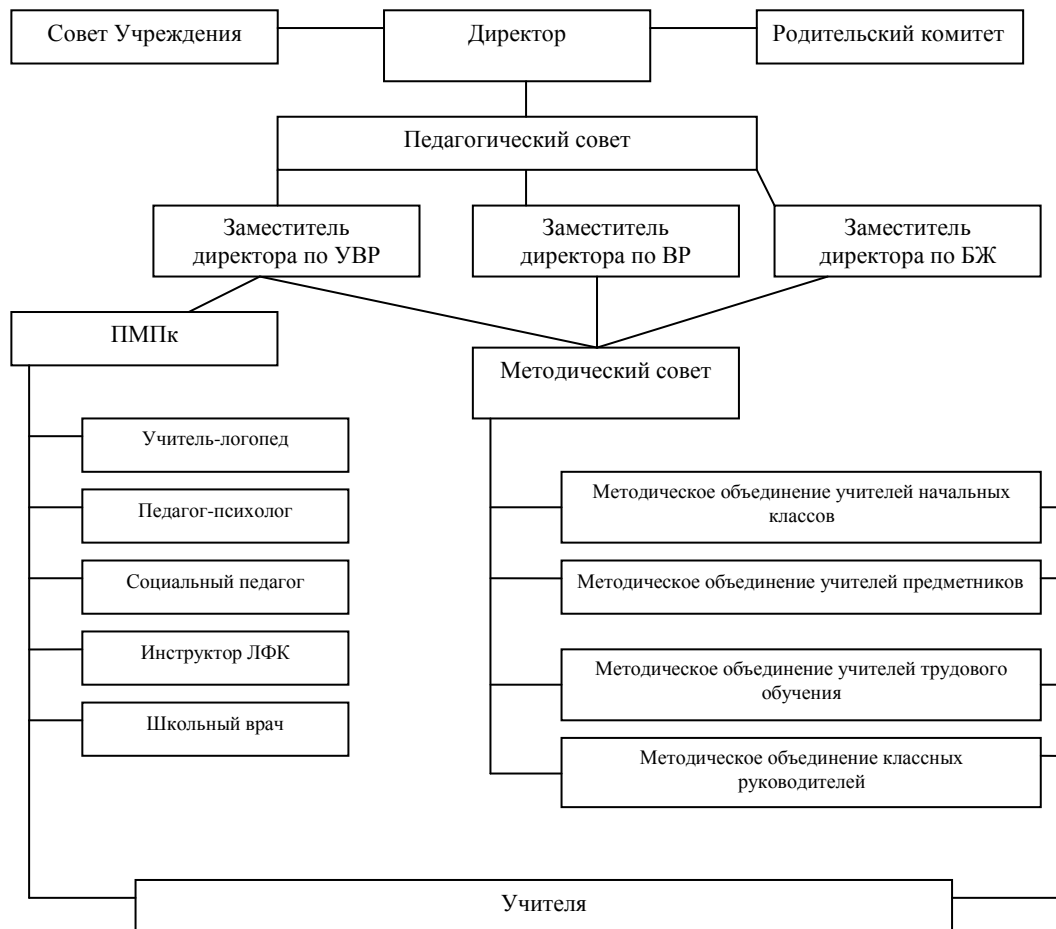 Совет Учреждения
Директор
Родительский комитет
Педагогический совет
Заместитель
директора по УВР
Заместитель
директора по ВР
Заместитель
директора по БЖ
ПМПк
Методический совет
Учитель-логопед
Педагог-психолог
Социальный педагог
Инструктор ЛФК
Школьный врач
Методическое объединение учителей начальных
классов
Методическое объединение учителей предметников
Методическое объединение учителей трудового
обучения
Методическое объединение классных
руководителей
Учителя